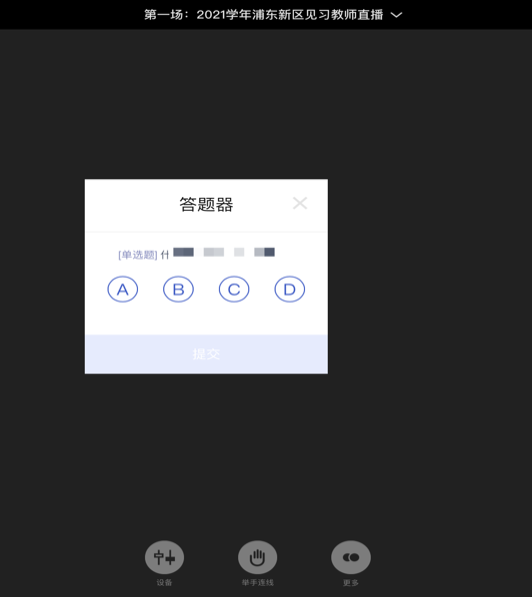 第一场：2021学年浦东新区见习教师直播
答题器
[单选题] 什
A B C D
提交
设备 举手连线 更多